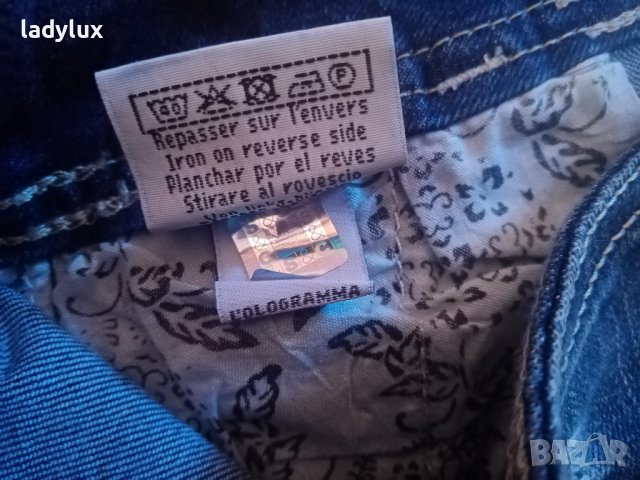 ladylux
60 P
Repasser sur l'envers
Iron on reverse side
Planchar por el reves
Stirare al rovescio
L'OLOGRAMMA
BAZAR